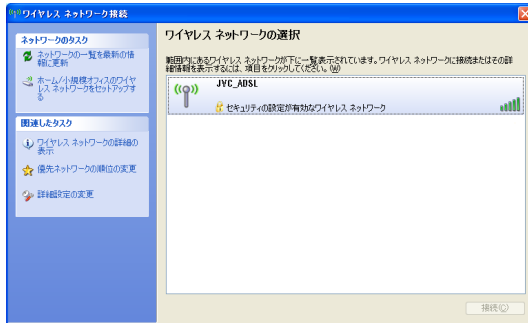 ワイヤレス ネットワーク接続
ネットワークのタスク
ネットワークの一覧を最新の情
報に更新
ホーム/小規模オフィスのワイヤ
レス ネットワークをセットアップす
る
関連したタスク
ワイヤレス ネットワークの詳細の
表示
優先ネットワークの順位の変更
詳細設定の変更
ワイヤレス ネットワークの選択
範囲内にあるワイヤレス ネットワークが下に一覧表示されています。ワイヤレス ネットワークに接続またはその詳
細情報を表示するには、項目をクリックしてください。(W)
JYC_ADSL
セキュリティの設定が有効なワイヤレス ネットワーク
接続(C)